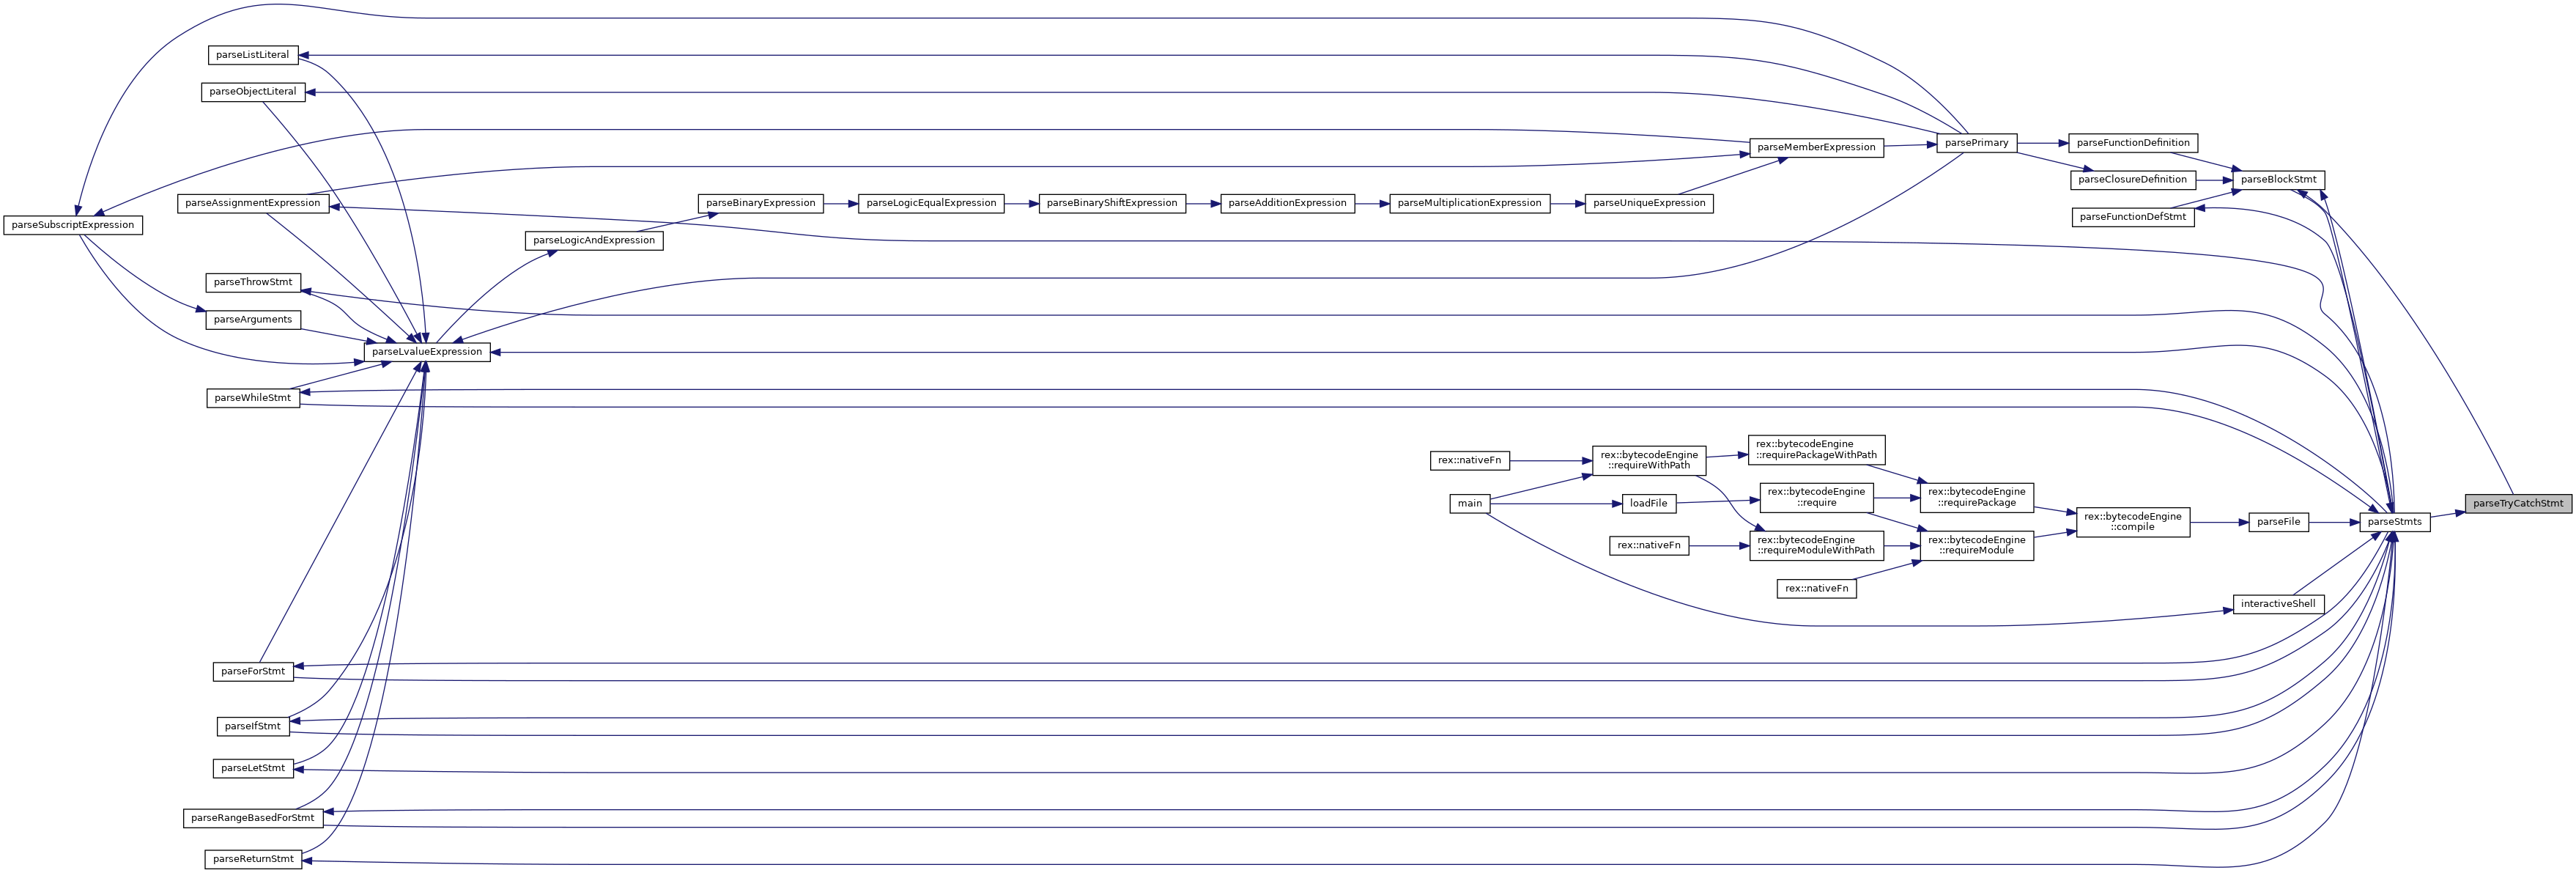 parseListLiteral
parseObjectLiteral
parsePrimary
parseFunctionDefinition
parseMemberExpression
parseClosureDefinition
parseBlockStmt
parseAssignmentExpression
parseBinaryExpression
parseLogicEqualExpression
parseBinaryShiftExpression
parseAdditionExpression
parseMultiplicationExpression
parseUniqueExpression
parseFunctionDefStmt
parseSubscriptExpression
parseLogicAndExpression
parseThrowStmt
parseArguments
parseLvalueExpression
parseWhileStmt
rex::bytecodeEngine
::requirePackageWithPath
rex::nativeFn
rex::bytecodeEngine
::requireWithPath
main
loadFile
rex::bytecodeEngine
::require
rex::bytecodeEngine
::requirePackage
parseTryCatchStmt
rex::bytecodeEngine
::compile
parseFile
parseStmts
rex::nativeFn
rex::bytecodeEngine
::requireModuleWithPath
rex::bytecodeEngine
::requireModule
rex::nativeFn
interactiveShell
parseForStmt
parseIfStmt
parseLetStmt
parseRangeBasedForStmt
parseReturnStmt